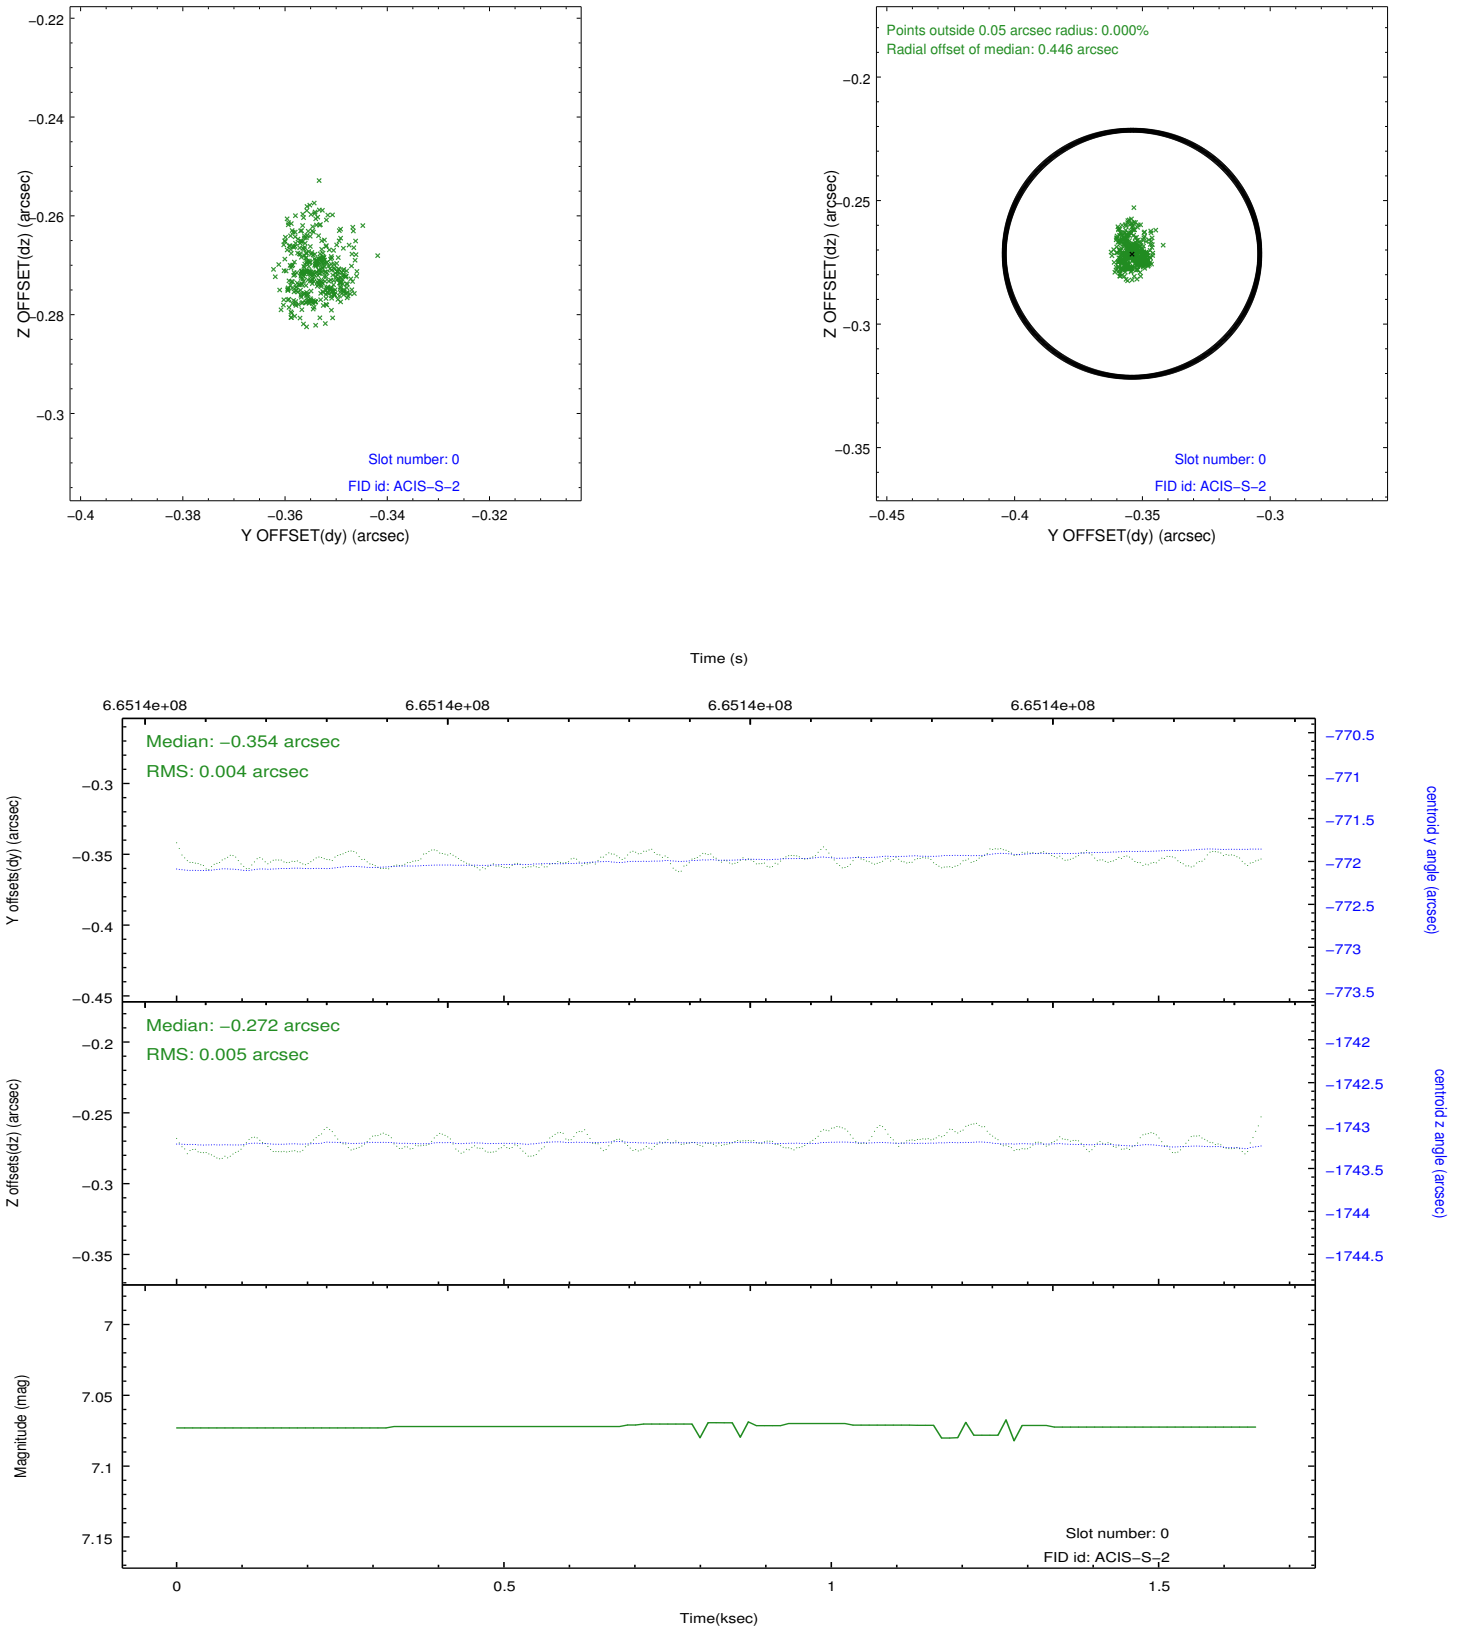 −0.22
−0.24
−0.26
−0.28
−0.3
Z OFFSET(dz) (arcsec)
Slot number: 0
FID id: ACIS−S−2
−0.4
−0.38
−0.36
−0.34
−0.32
Y OFFSET(dy) (arcsec)
Points outside 0.05 arcsec radius: 0.000%
Radial offset of median: 0.446 arcsec
−0.2
−0.25
−0.3
−0.35
Z OFFSET(dz) (arcsec)
Slot number: 0
FID id: ACIS−S−2
−0.45
−0.4
−0.35
−0.3
Y OFFSET(dy) (arcsec)
Time (s)
6.6514e+08
6.6514e+08
6.6514e+08
6.6514e+08
Median: −0.354 arcsec
RMS: 0.004 arcsec
−0.3
−0.35
−0.4
−0.45
Y offsets(dy) (arcsec)
−770.5
−771
−771.5
−772
−772.5
−773
−773.5
centroid y angle (arcsec)
Median: −0.272 arcsec
RMS: 0.005 arcsec
−0.2
−0.25
−0.3
−0.35
Z offsets(dz) (arcsec)
−1742
−1742.5
−1743
−1743.5
−1744
−1744.5
centroid z angle (arcsec)
7
7.05
7.1
7.15
Magnitude (mag)
Slot number: 0
FID id: ACIS−S−2
0
0.5
1
1.5
Time(ksec)